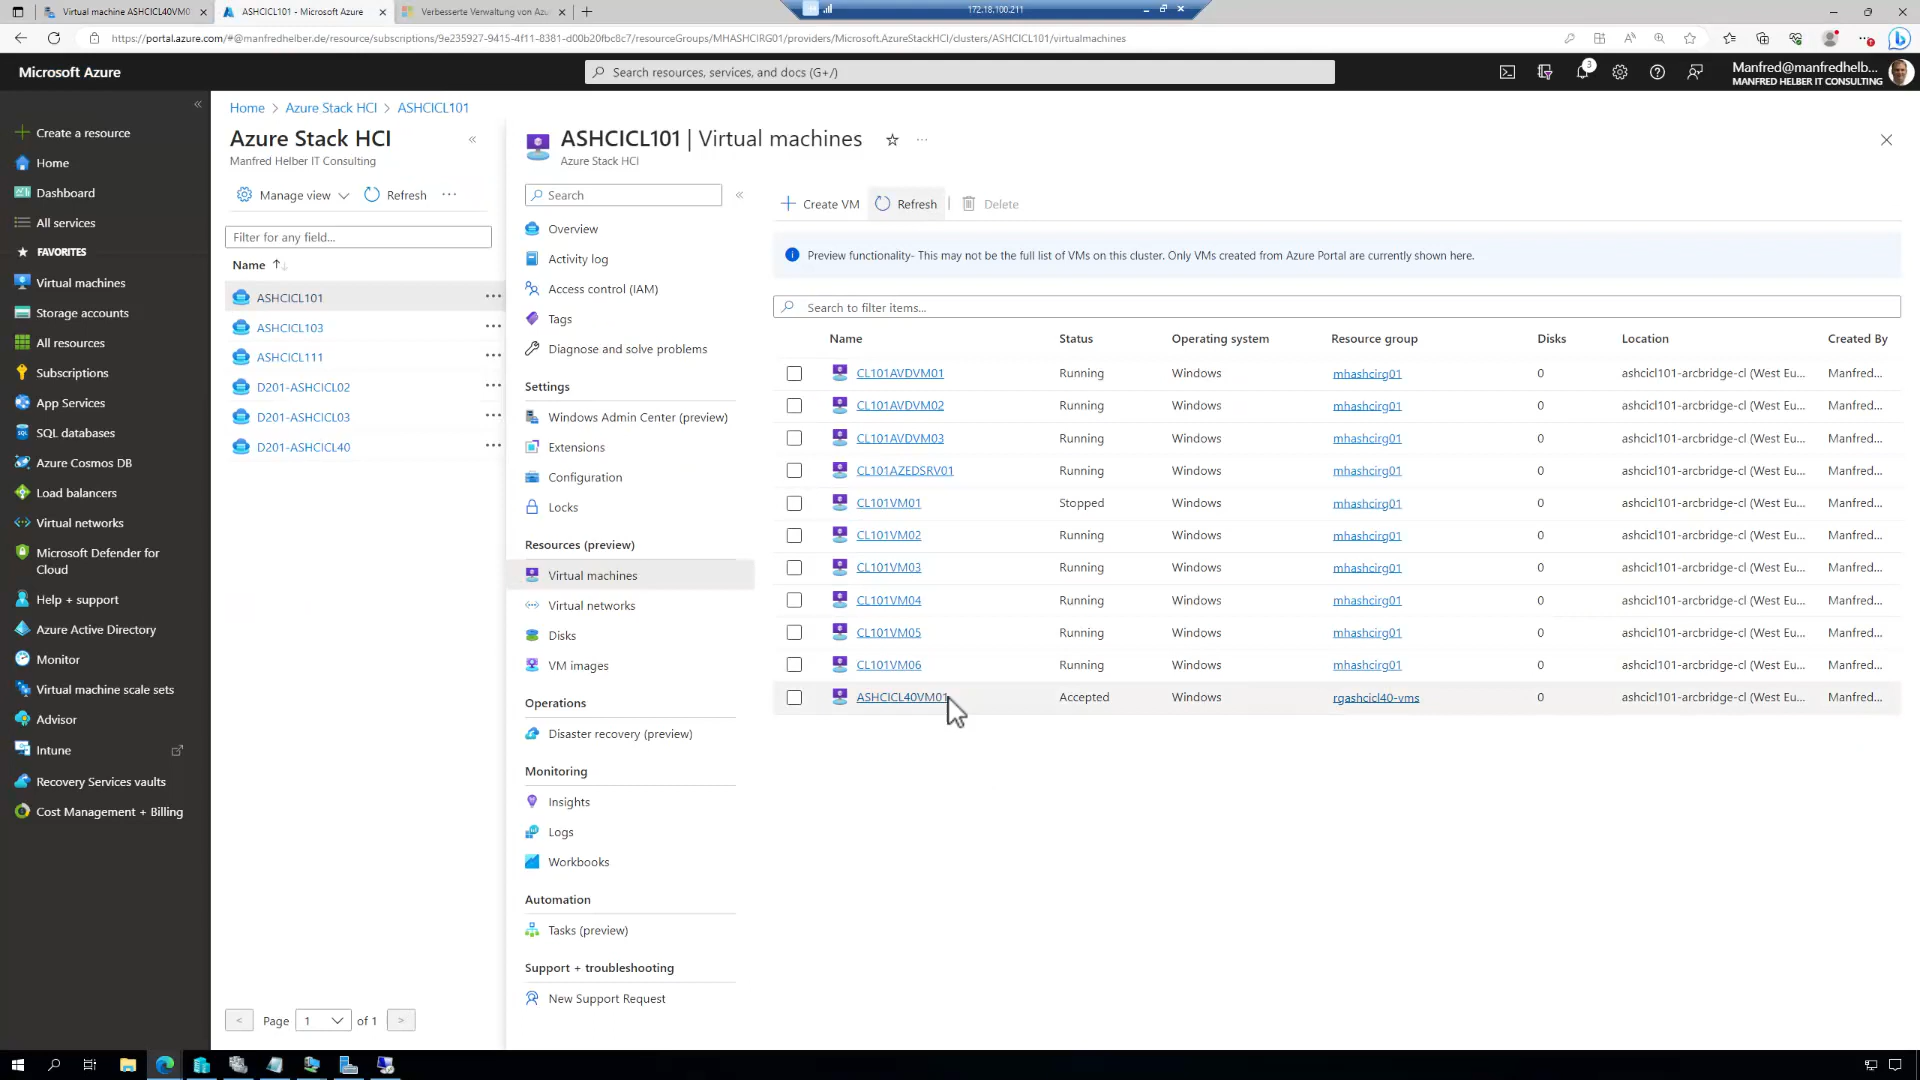 Virtual machine ASHCICL40VM0
ASHCICL101 - Microsoft Azure
Verbesserte Verwaltung von Azu
172.18.100.211
https://portal.azure.com/#@manfredhelber.de/resource/subscriptions/9e235927-9415-4f11-8381-d00b20fbc8c7/resourceGroups/MHASHCIRG01/providers/Microsoft.AzureStackHCI/clusters/ASHCICL101/virtualmachines
Microsoft Azure
Search resources, services, and docs (G+/)
3
Manfred@manfredhelb...
MANFRED HELBER IT CONSULTING
Create a resource
Home
Dashboard
All services
FAVORITES
Virtual machines
Storage accounts
All resources
Subscriptions
App Services
SQL databases
Azure Cosmos DB
Load balancers
Virtual networks
Microsoft Defender for
Cloud
Help + support
Azure Active Directory
Monitor
Virtual machine scale sets
Advisor
Intune
Recovery Services vaults
Cost Management + Billing
Home > Azure Stack HCI > ASHCICL101
Azure Stack HCI
Manfred Helber IT Consulting
Manage view
Refresh
Filter for any field...
Name
ASHCICL101
ASHCICL103
ASHCICL111
D201-ASHCICL02
D201-ASHCICL03
D201-ASHCICL40
< Page 1 of 1 >
ASHCICL101 | Virtual machines
Azure Stack HCI
Search
Overview
Activity log
Access control (IAM)
Tags
Diagnose and solve problems
Settings
Windows Admin Center (preview)
Extensions
Configuration
Locks
Resources (preview)
Virtual machines
Virtual networks
Disks
VM images
Operations
Disaster recovery (preview)
Monitoring
Insights
Logs
Workbooks
Automation
Tasks (preview)
Support + troubleshooting
New Support Request
Create VM Refresh Delete
Preview functionality- This may not be the full list of VMs on this cluster. Only VMs created from Azure Portal are currently shown here.
Search to filter items...
Name Status Operating system Resource group Disks Location Created By
CL101AVDVM01 Running Windows mhashcirg01 0 ashcicl101-arcbridge-cl (West Eu... Manfred...
CL101AVDVM02 Running Windows mhashcirg01 0 ashcicl101-arcbridge-cl (West Eu... Manfred...
CL101AVDVM03 Running Windows mhashcirg01 0 ashcicl101-arcbridge-cl (West Eu... Manfred...
CL101AZEDSRV01 Running Windows mhashcirg01 0 ashcicl101-arcbridge-cl (West Eu... Manfred...
CL101VM01 Stopped Windows mhashcirg01 0 ashcicl101-arcbridge-cl (West Eu... Manfred...
CL101VM02 Running Windows mhashcirg01 0 ashcicl101-arcbridge-cl (West Eu... Manfred...
CL101VM03 Running Windows mhashcirg01 0 ashcicl101-arcbridge-cl (West Eu... Manfred...
CL101VM04 Running Windows mhashcirg01 0 ashcicl101-arcbridge-cl (West Eu... Manfred...
CL101VM05 Running Windows mhashcirg01 0 ashcicl101-arcbridge-cl (West Eu... Manfred...
CL101VM06 Running Windows mhashcirg01 0 ashcicl101-arcbridge-cl (West Eu... Manfred...
ASHCICL40VM01 Accepted Windows rgashcicl40-vms 0 ashcicl101-arcbridge-cl (West Eu... Manfred...